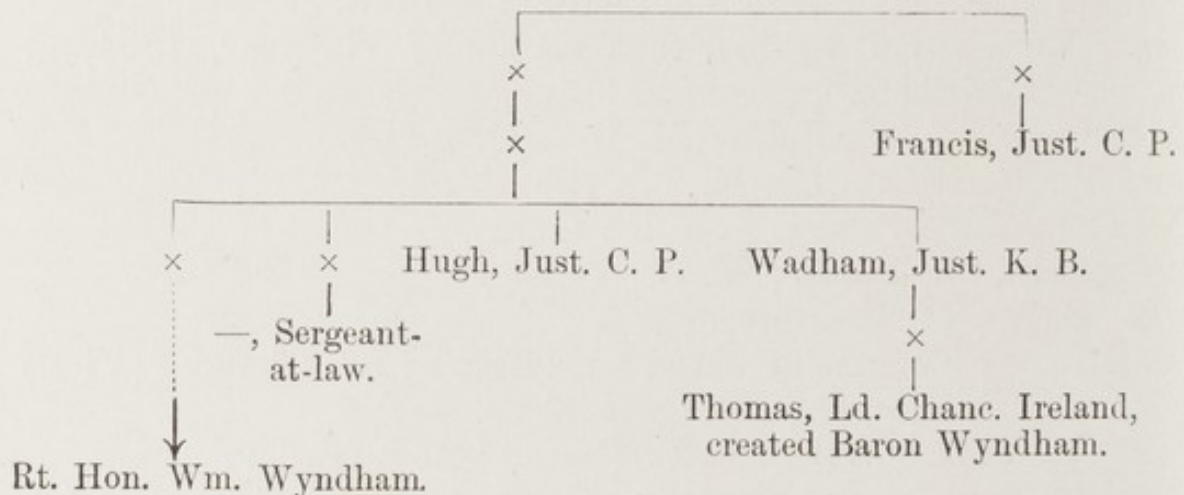 Francis, Just. C. P.
Hugh, Just. C. P.
Wadham, Just. K. B.
—, Sergeant-
at-law.
Thomas, Ld. Chanc. Ireland,
created Baron Wyndham.
Rt. Hon. Wm. Wyndham.